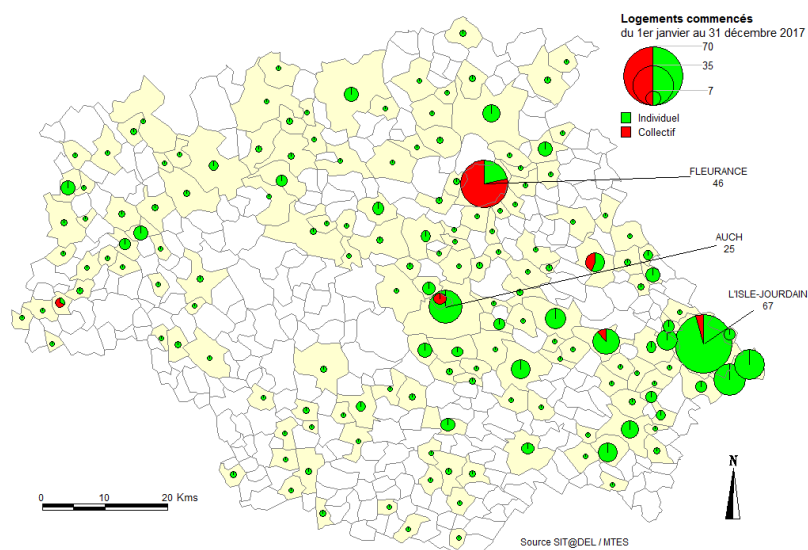 Logements commencés
du 1er janvier au 31 décembre 2017
70
35
7
Individuel
Collectif
FLEURANCE
46
AUCH
25
L'ISLE-JOURDAIN
67
N
0 10 20 Kms
Source SIT@DEL / MTES